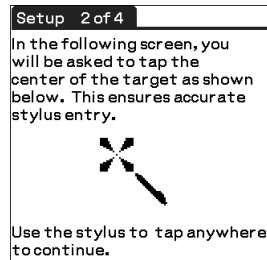 Setup 2 of 4
In the following screen, you
will be asked to tap the
center of the target as shown
below. This ensures accurate
stylus entry.
Use the stylus to tap anywhere
to continue.